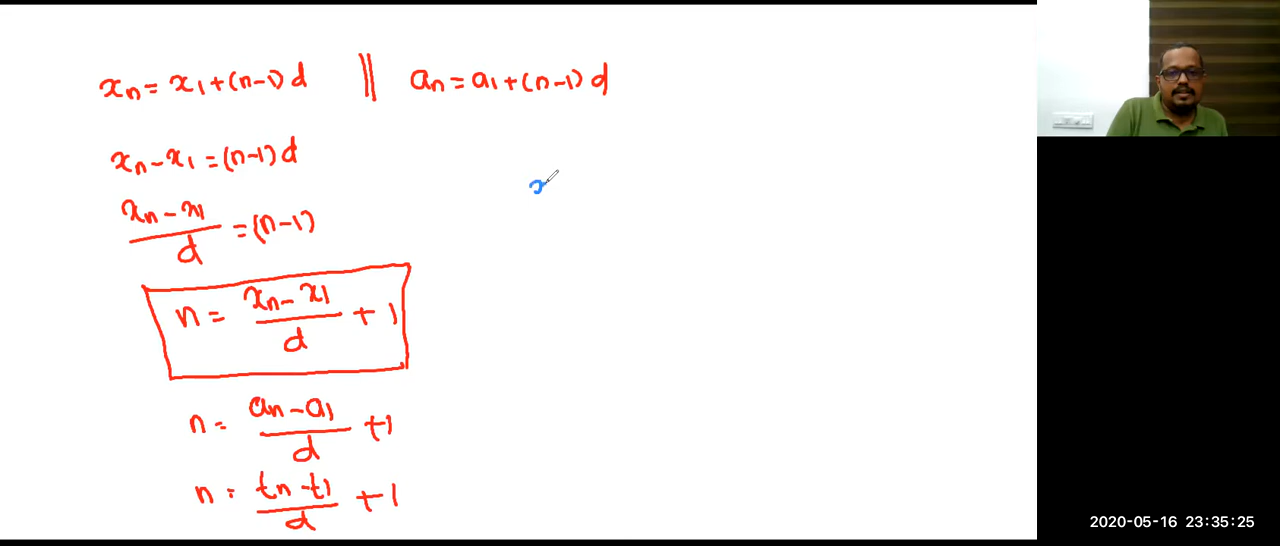 xn = x1 + (n-1) d || an = a1 + (n-1) d
xn - x1 = (n-1) d
xn - x1 / d = (n-1)
n = xn - x1 / d + 1
n = an - a1 / d + 1
n = tn - t1 / d + 1
x
2020-05-16 23:35:25